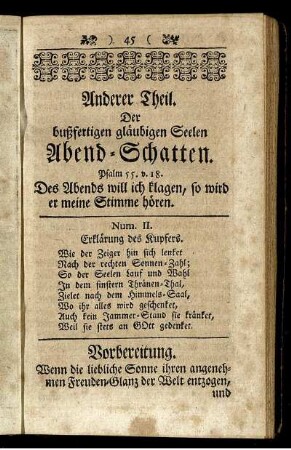 ) 45 (
Anderer Theil.
Der
bußfertigen gläubigen Seelen
Abend-Schatten.
Psalm 55. v. 18.
Des Abends will ich klagen, so wird
er meine Stimme hören.
Num. II.
Erklärung des Kupfers.
Wie der Zeiger hin sich lenket
Nach der rechten Sonnen-Zahl;
So der Seelen Lauf und Wahl
In dem finstern Thränen-Thal,
Zielet nach dem Himmels-Saal,
Wo ihr alles wird geschenket,
Auch kein Jammer-Stand sie kränket,
Weil sie stets an GOtt gedenket.
Vorbereitung.
Wenn die liebliche Sonne ihren angeneh-
men Freuden-Glanz der Welt entzogen,
und